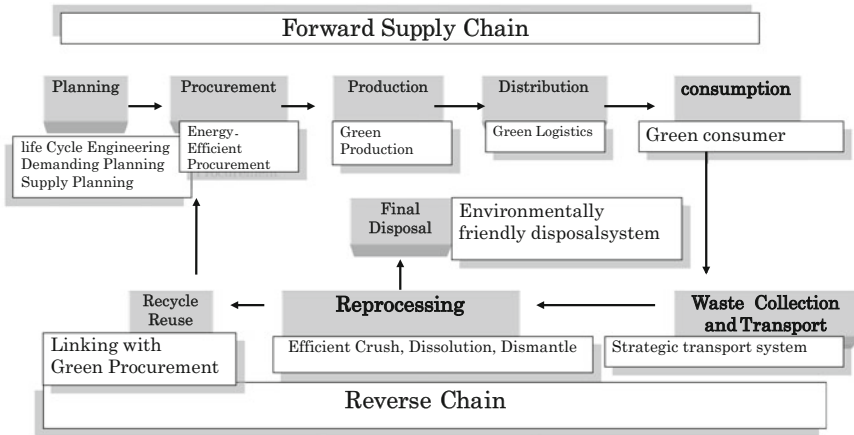 Forward Supply Chain
Planning
life Cycle Engineering
Demanding Planning
Supply Planning
Procurement
Energy-
Efficient
Procurement
Production
Green
Production
Distribution
Green Logistics
consumption
Green consumer
Final
Disposal
Environmentally
friendly disposalsystem
Recycle
Reuse
Linking with
Green Procurement
Reprocessing
Efficient Crush, Dissolution, Dismantle
Waste Collection
and Transport
Strategic transport system
Reverse Chain